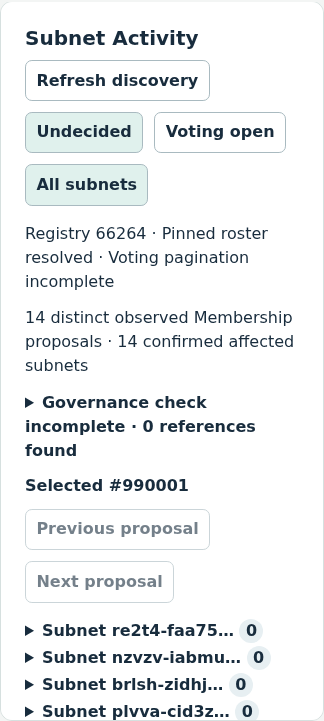 Subnet Activity
Refresh discovery
Undecided
Voting open
All subnets
Registry 66264 · Pinned roster
resolved · Voting pagination
incomplete
14 distinct observed Membership
proposals · 14 confirmed affected
subnets
Governance check
incomplete · 0 references
found
Selected #990001
Previous proposal
Next proposal
Subnet re2t4-faa75… 0
Subnet nzvzv-iabmu… 0
Subnet brlsh-zidhj… 0
Subnet plvva-cid3z… 0